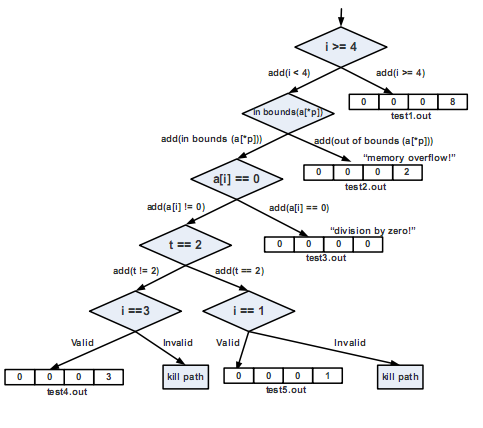 i >= 4
add(i < 4)
add(i >= 4)
0 0 0 8
test1.out
in bounds(a[*p])
add(in bounds (a[*p]))
add(out of bounds (a[*p]))
"memory overflow!"
0 0 0 2
test2.out
a[i] == 0
add(a[i] != 0)
add(a[i] == 0)
"division by zero!"
0 0 0 0
test3.out
t == 2
add(t != 2)
add(t == 2)
i ==3
i == 1
Valid
Invalid
Valid
Invalid
0 0 0 3
test4.out
kill path
0 0 0 1
test5.out
kill path